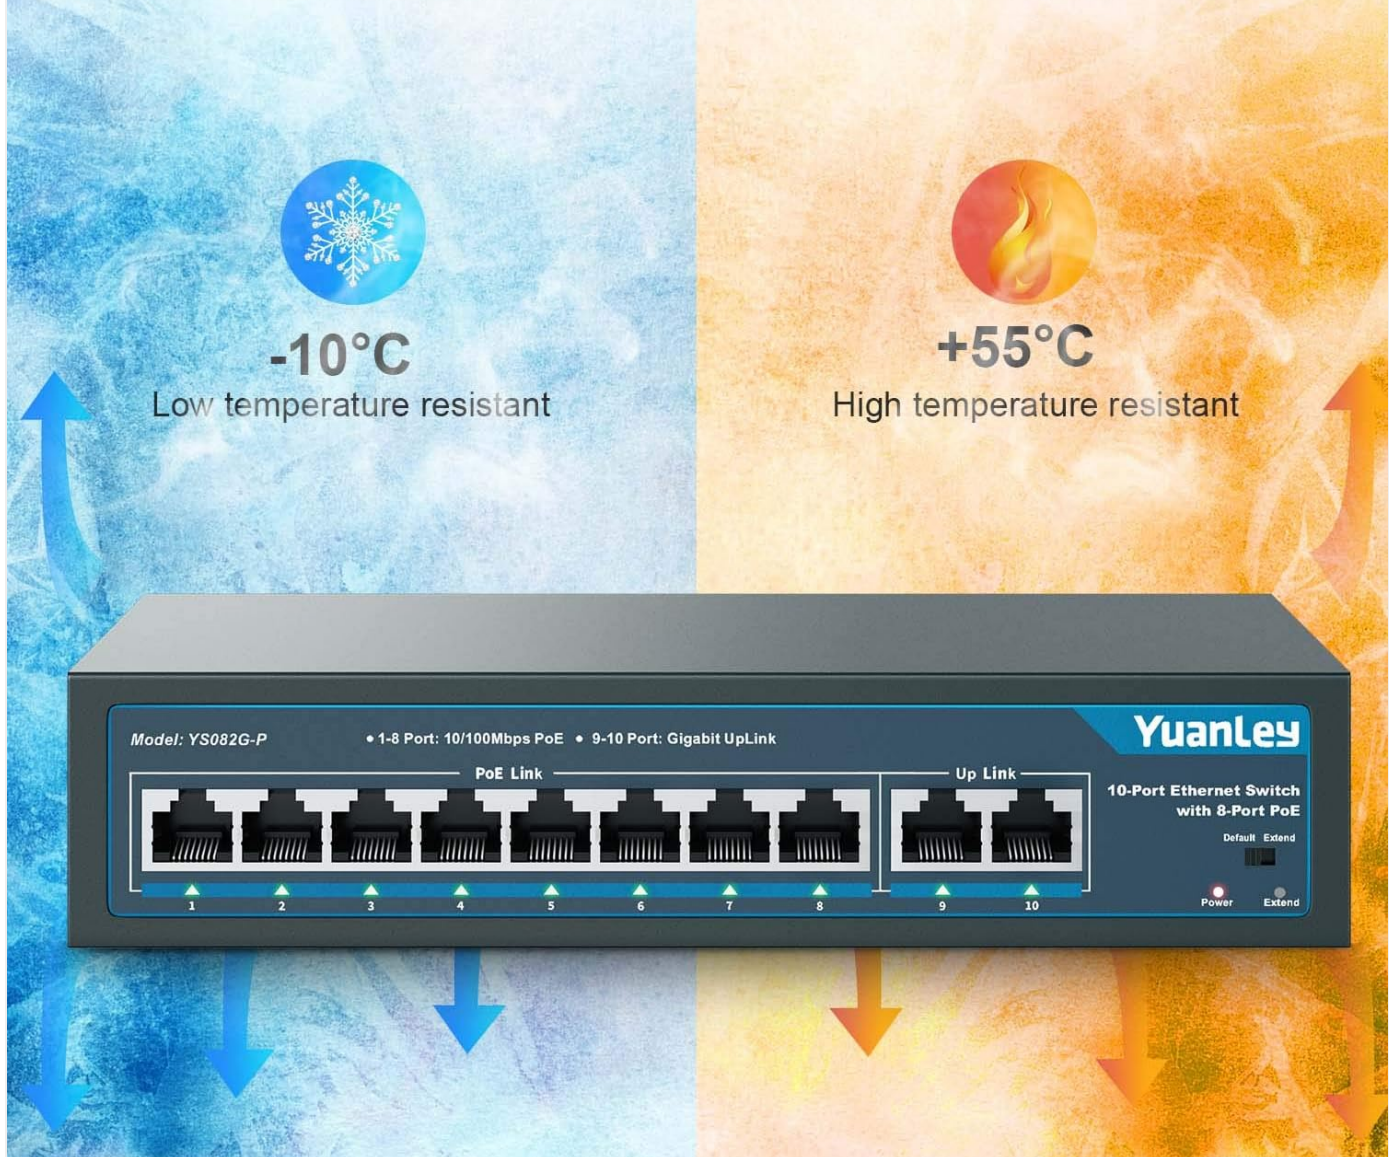 -10°C
Low temperature resistant
+55°C
High temperature resistant
Model: YS082G-P
• 1-8 Port: 10/100Mbps PoE • 9-10 Port: Gigabit UpLink
YuanLey
PoE Link
Up Link
10-Port Ethernet Switch
with 8-Port PoE
Default Extend
Power Extend
1 2 3 4 5 6 7 8 9 10